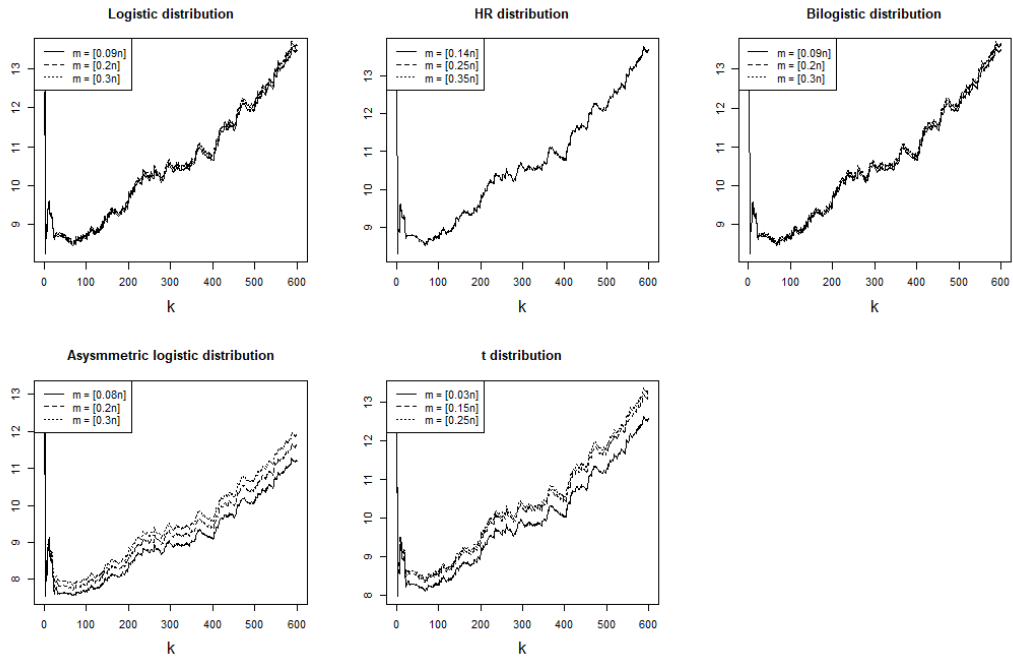 Logistic distribution
m = [0.09n]
m = [0.2n]
m = [0.3n]
9 10 11 12 13
0 100 200 300 400 500 600
k
HR distribution
m = [0.14n]
m = [0.25n]
m = [0.35n]
9 10 11 12 13
0 100 200 300 400 500 600
k
Bilogistic distribution
m = [0.09n]
m = [0.2n]
m = [0.3n]
9 10 11 12 13
0 100 200 300 400 500 600
k
Asysmmetric logistic distribution
m = [0.08n]
m = [0.2n]
m = [0.3n]
8 9 10 11 12 13
0 100 200 300 400 500 600
k
t distribution
m = [0.03n]
m = [0.15n]
m = [0.25n]
8 9 10 11 12 13
0 100 200 300 400 500 600
k